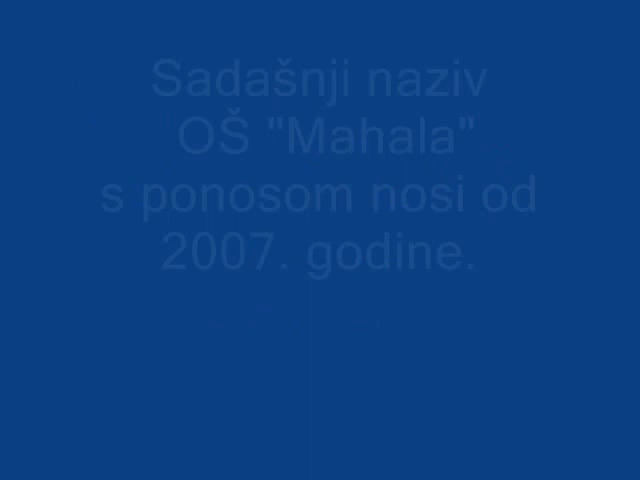 Sadašnji naziv
OŠ "Mahala"
s ponosom nosi od
2007. godine.